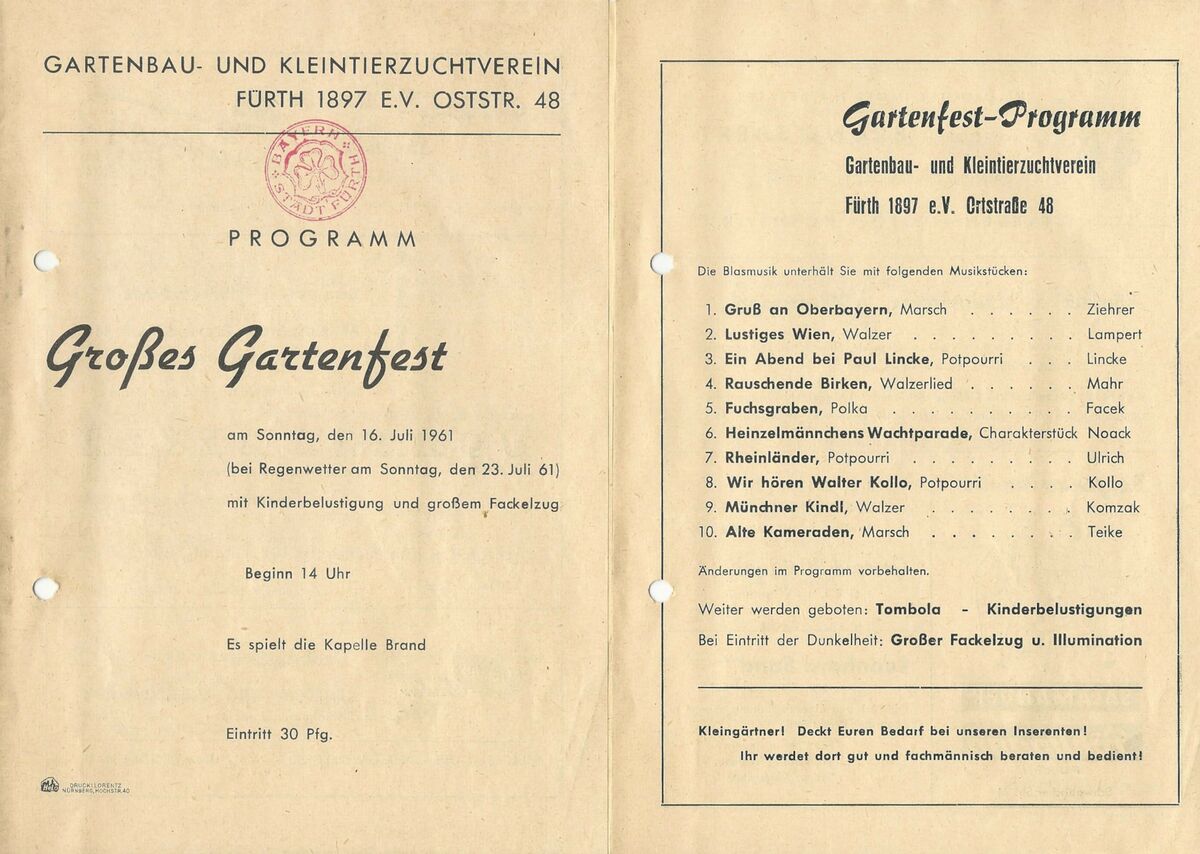 GARTENBAU- UND KLEINTIERZUCHTVEREIN
FÜRTH 1897 E.V. OSTSTR. 48
BAYERN
STADT FÜRTH
PROGRAMM
Großes Gartenfest
am Sonntag, den 16. Juli 1961
(bei Regenwetter am Sonntag, den 23. Juli 61)
mit Kinderbelustigung und großem Fackelzug
Beginn 14 Uhr
Es spielt die Kapelle Brand
Eintritt 30 Pfg.
DRUCK: LORENTZ
NÜRNBERG, HOCHSTR. 40
Gartenfest-Programm
Gartenbau- und Kleintierzuchtverein
Fürth 1897 e.V. Ortstraße 48
Die Blasmusik unterhält Sie mit folgenden Musikstücken:
1. Gruß an Oberbayern, Marsch . . . . . . Ziehrer
2. Lustiges Wien, Walzer . . . . . . . . . Lampert
3. Ein Abend bei Paul Lincke, Potpourri . . . Lincke
4. Rauschende Birken, Walzerlied . . . . . . Mahr
5. Fuchsgraben, Polka . . . . . . . . . . Facek
6. Heinzelmännchens Wachtparade, Charakterstück Noack
7. Rheinländer, Potpourri . . . . . . . . Ulrich
8. Wir hören Walter Kollo, Potpourri . . . . Kollo
9. Münchner Kindl, Walzer . . . . . . . . Komzak
10. Alte Kameraden, Marsch . . . . . . . Teike
Änderungen im Programm vorbehalten.
Weiter werden geboten: Tombola - Kinderbelustigungen
Bei Eintritt der Dunkelheit: Großer Fackelzug u. Illumination
Kleingärtner! Deckt Euren Bedarf bei unseren Inserenten!
Ihr werdet dort gut und fachmännisch beraten und bedient!